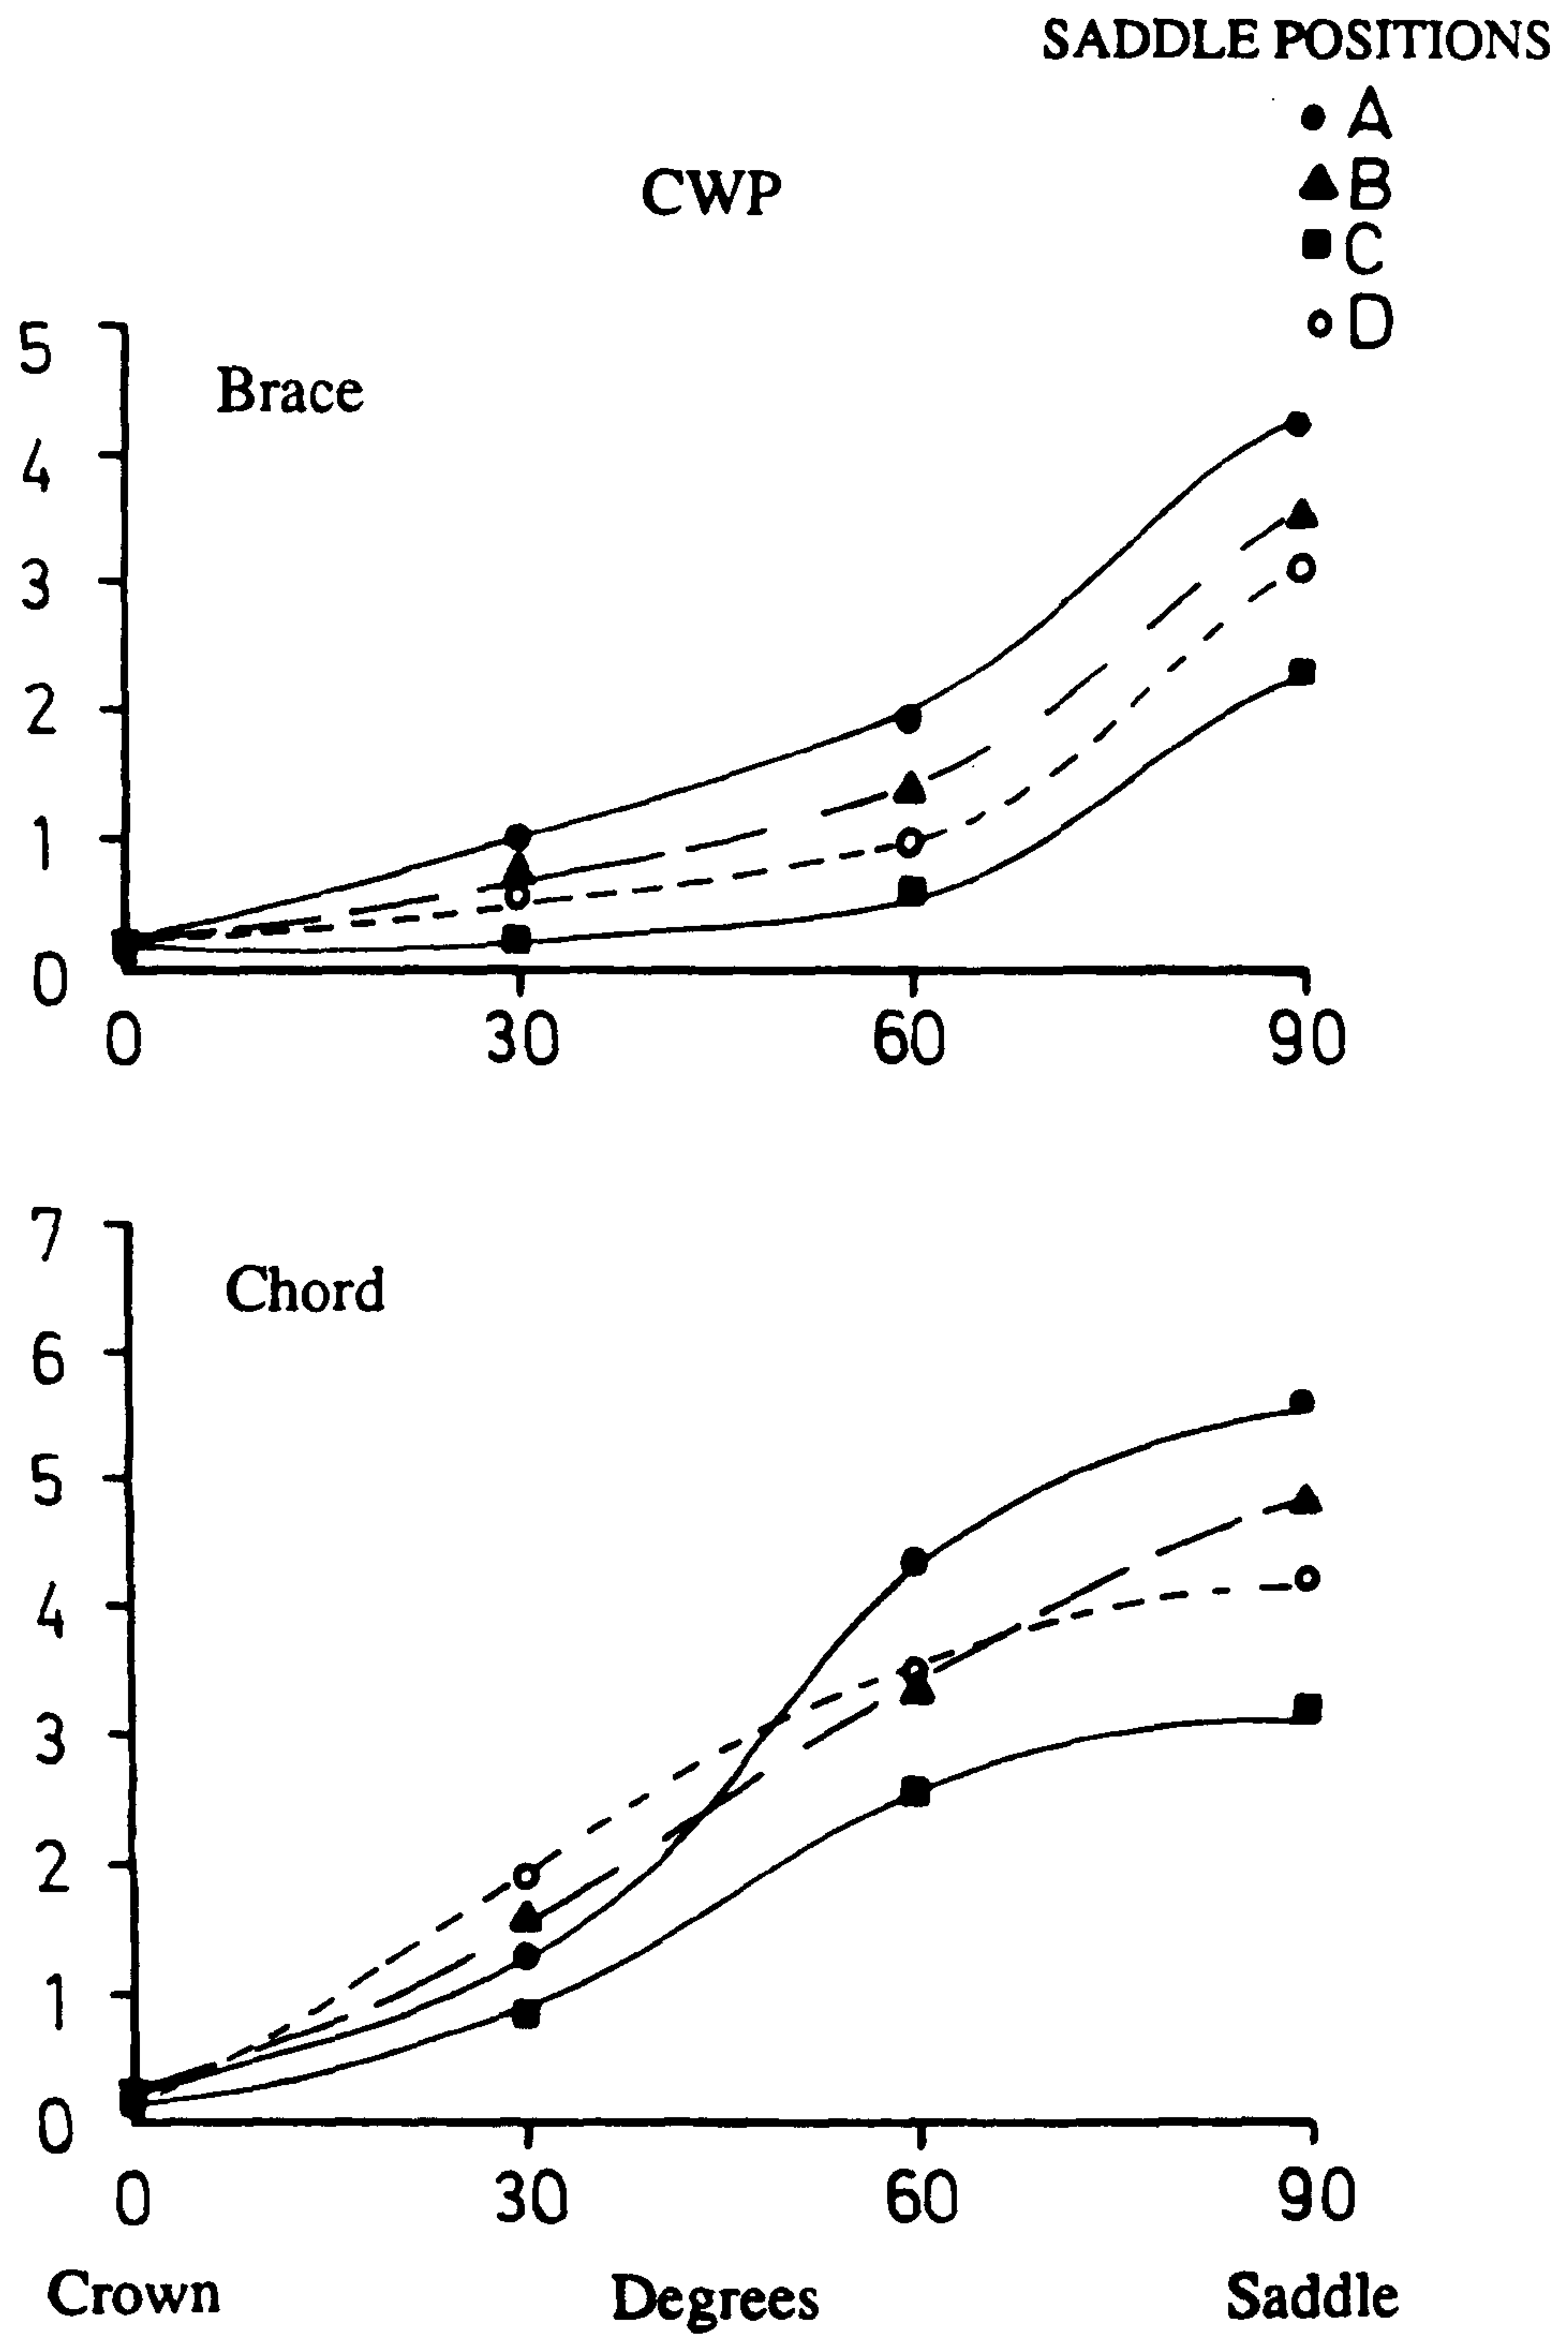 SADDLE POSITIONS
A
B
C
D
CWP
Brace
5
4
3
2
1
0
0 30 60 90
Chord
7
6
5
4
3
2
1
0
0 30 60 90
Crown Degrees Saddle